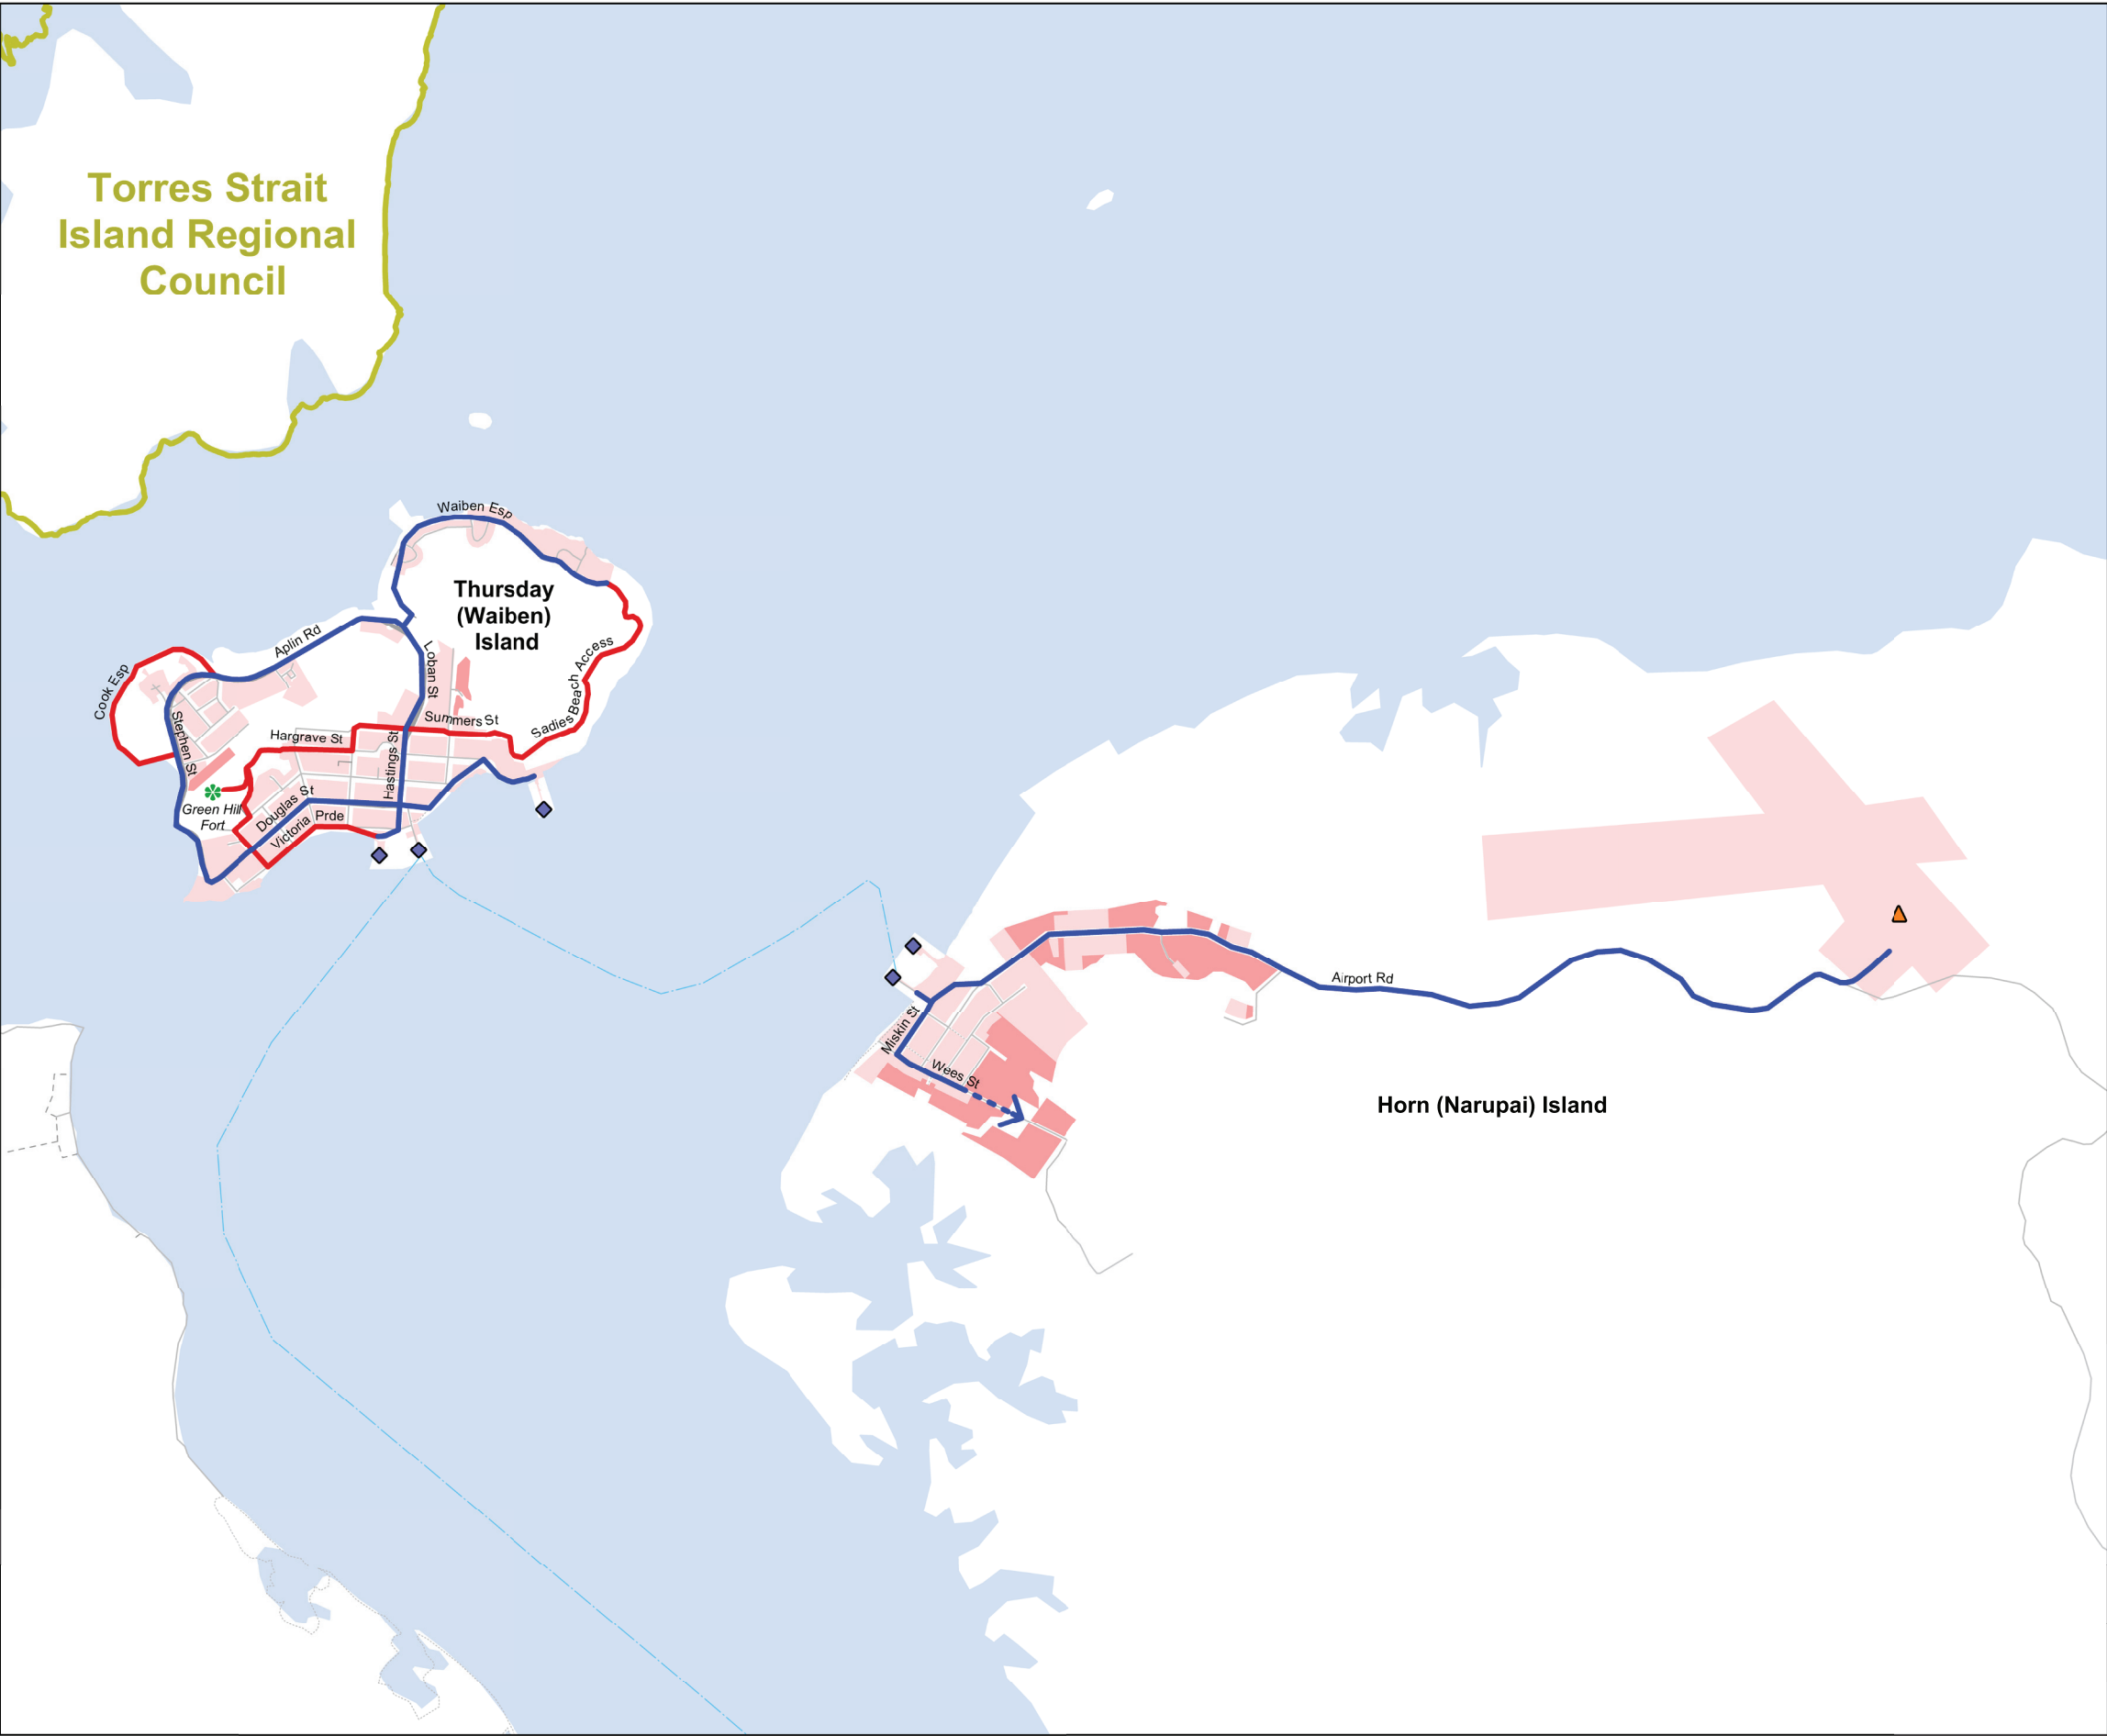 Torres Strait
Island Regional
Council
Waiben Esp
Thursday
(Waiben)
Island
Aplin Rd
Loban St
Cook Esp
Stephen St
Hargrave St
Summers St
Hastings St
Sadies Beach Access
Green Hill
Fort
Douglas St
Victoria Prde
Airport Rd
Miskin St
Wees St
Horn (Narupai) Island